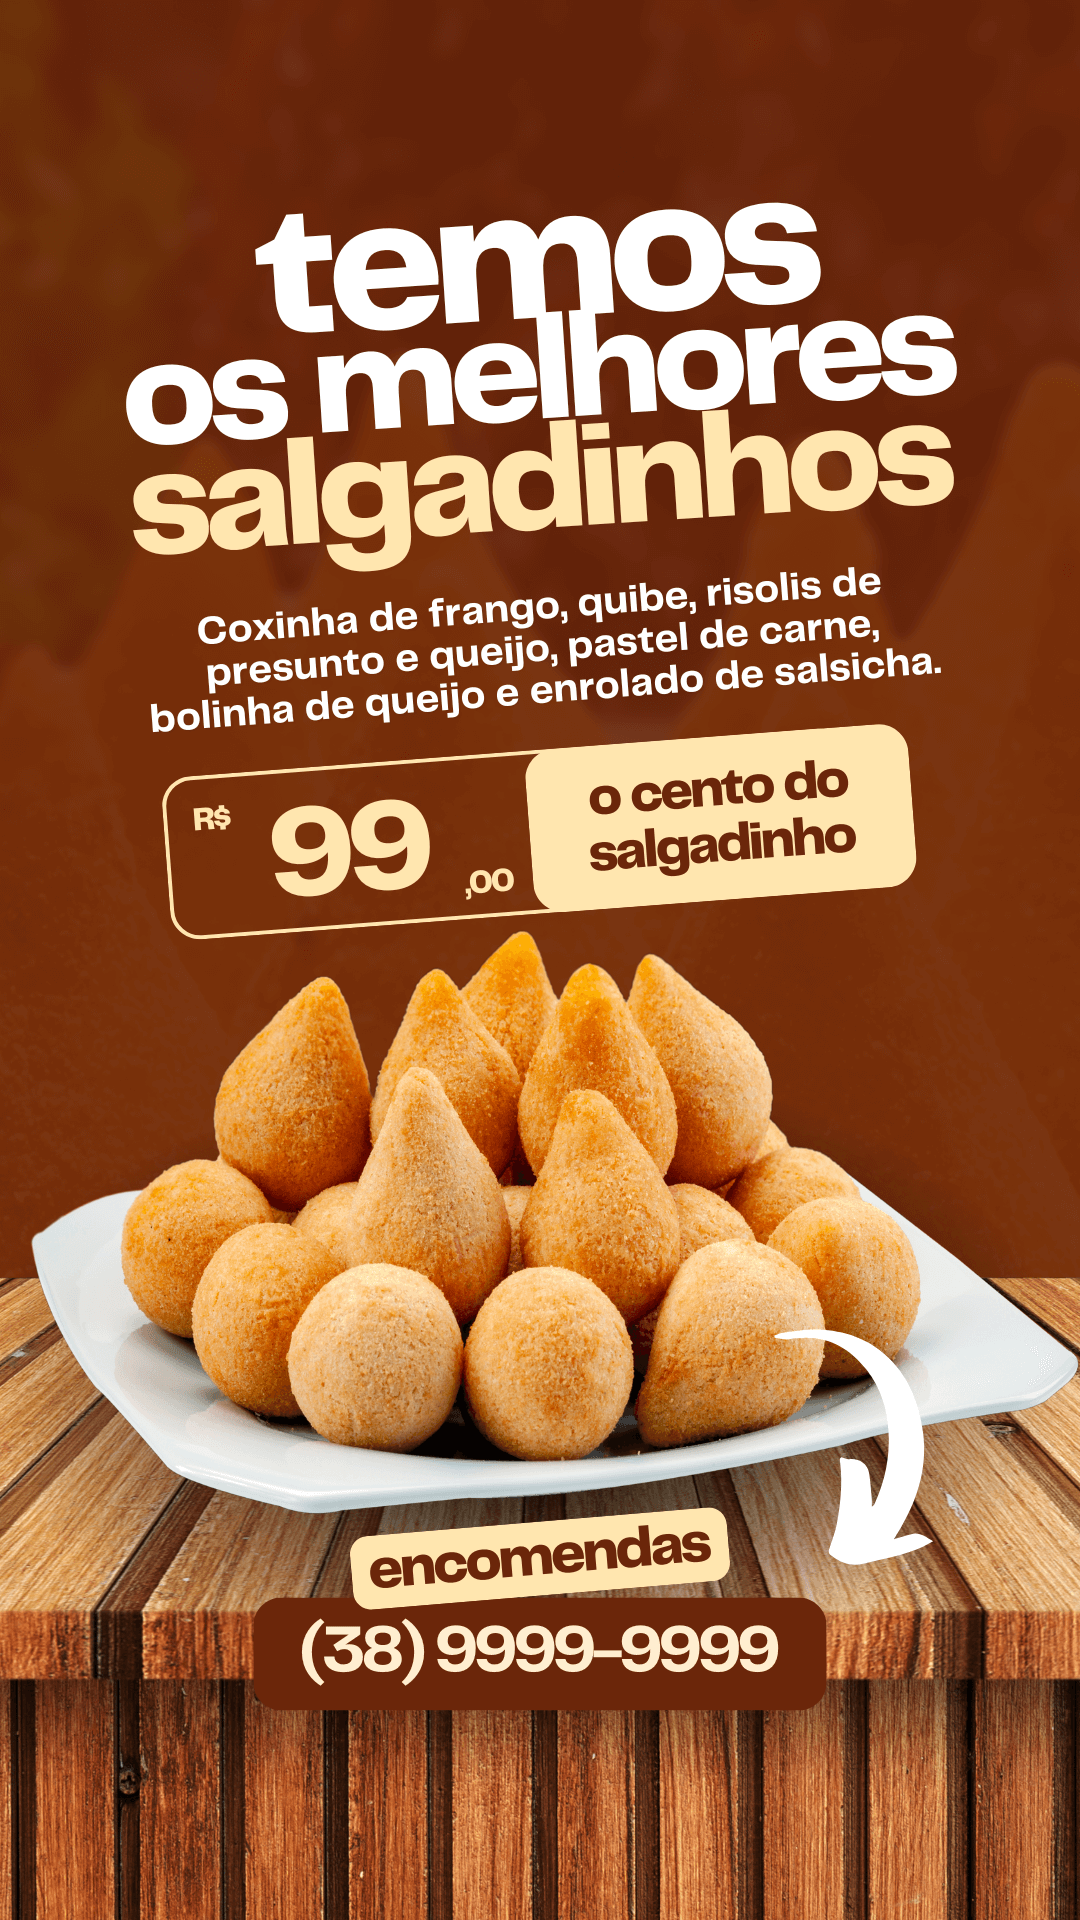 temos
os melhores
salgadinhos
Coxinha de frango, quibe, risolis de
presunto e queijo, pastel de carne,
bolinha de queijo e enrolado de salsicha.
R$ 99 ,00
o cento do
salgadinho
encomendas
(38) 9999-9999